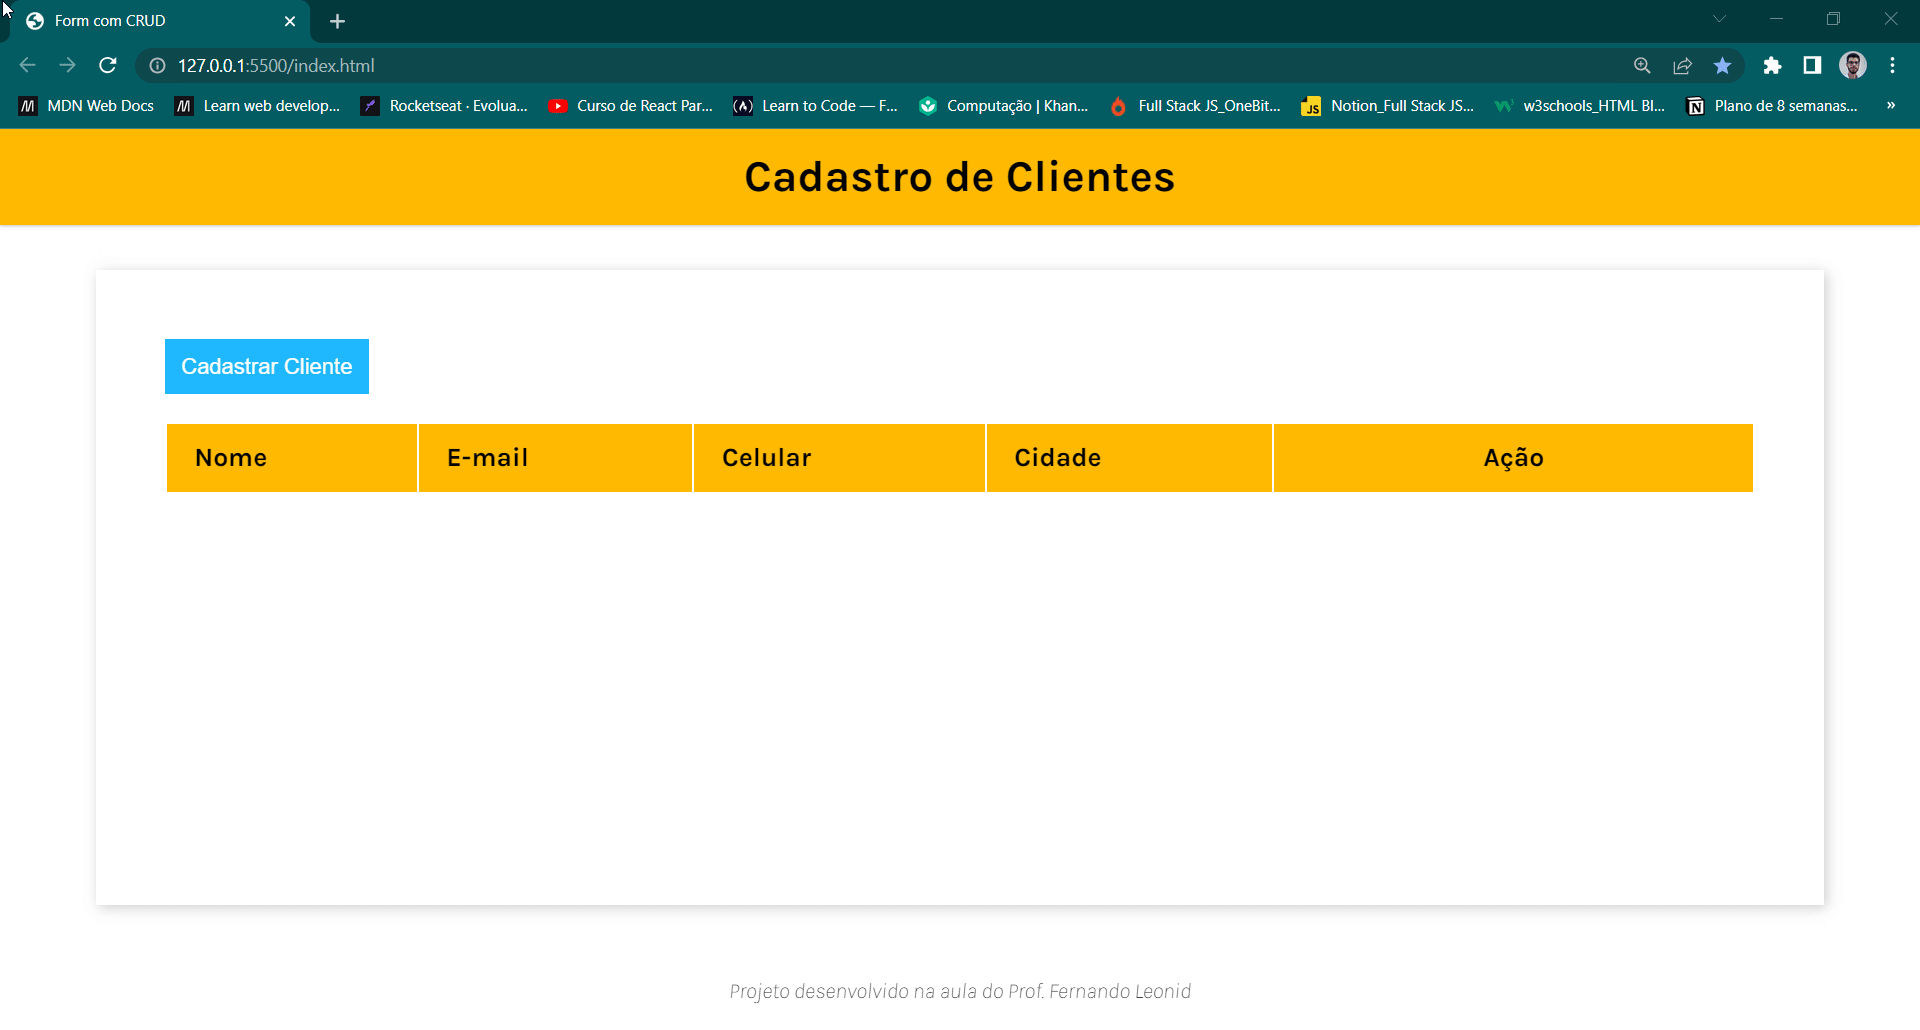 Form com CRUD
127.0.0.1:5500/index.html
MDN Web Docs Learn web develop... Rocketseat · Evolua... Curso de React Par... Learn to Code — F... Computação | Khan... Full Stack JS_OneBit... Notion_Full Stack JS... w3schools_HTML Bl... Plano de 8 semanas... »
Cadastro de Clientes
Cadastrar Cliente
Nome E-mail Celular Cidade Ação
Projeto desenvolvido na aula do Prof. Fernando Leonid